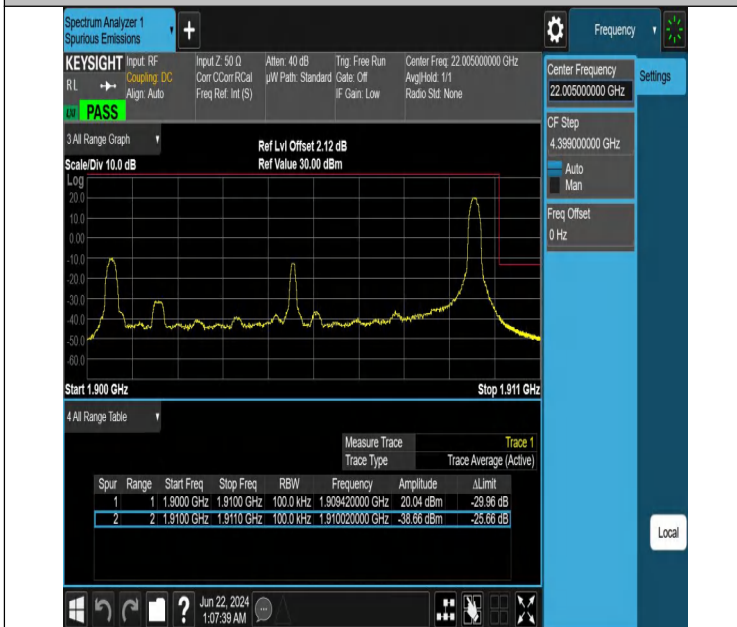 Spectrum Analyzer 1
Spurious Emissions
Frequency
KEYSIGHT
RL
Input: RF
Coupling: DC
Align: Auto
Input Z: 50 Ω
Corr CCorr RCal
Freq Ref: Int (S)
Atten: 40 dB
µW Path: Standard
Trig: Free Run
Gate: Off
IF Gain: Low
Center Freq: 22.005000000 GHz
Avg|Hold: 1/1
Radio Std: None
PASS
Center Frequency
22.005000000 GHz
Settings
CF Step
4.399000000 GHz
Auto
Man
Freq Offset
0 Hz
3 All Range Graph
Scale/Div 10.0 dB
Ref Lvl Offset 2.12 dB
Ref Value 30.00 dBm
Log
20.0
10.0
0.00
-10.0
-20.0
-30.0
-40.0
-50.0
-60.0
Start 1.900 GHz
Stop 1.911 GHz
4 All Range Table
Measure Trace Trace 1
Trace Type Trace Average (Active)
Spur Range Start Freq Stop Freq RBW Frequency Amplitude ΔLimit
1 1 1.9000 GHz 1.9100 GHz 100.0 kHz 1.909420000 GHz 20.04 dBm -29.96 dB
2 2 1.9100 GHz 1.9110 GHz 100.0 kHz 1.910020000 GHz -38.66 dBm -25.66 dB
Local
Jun 22, 2024
1:07:39 AM